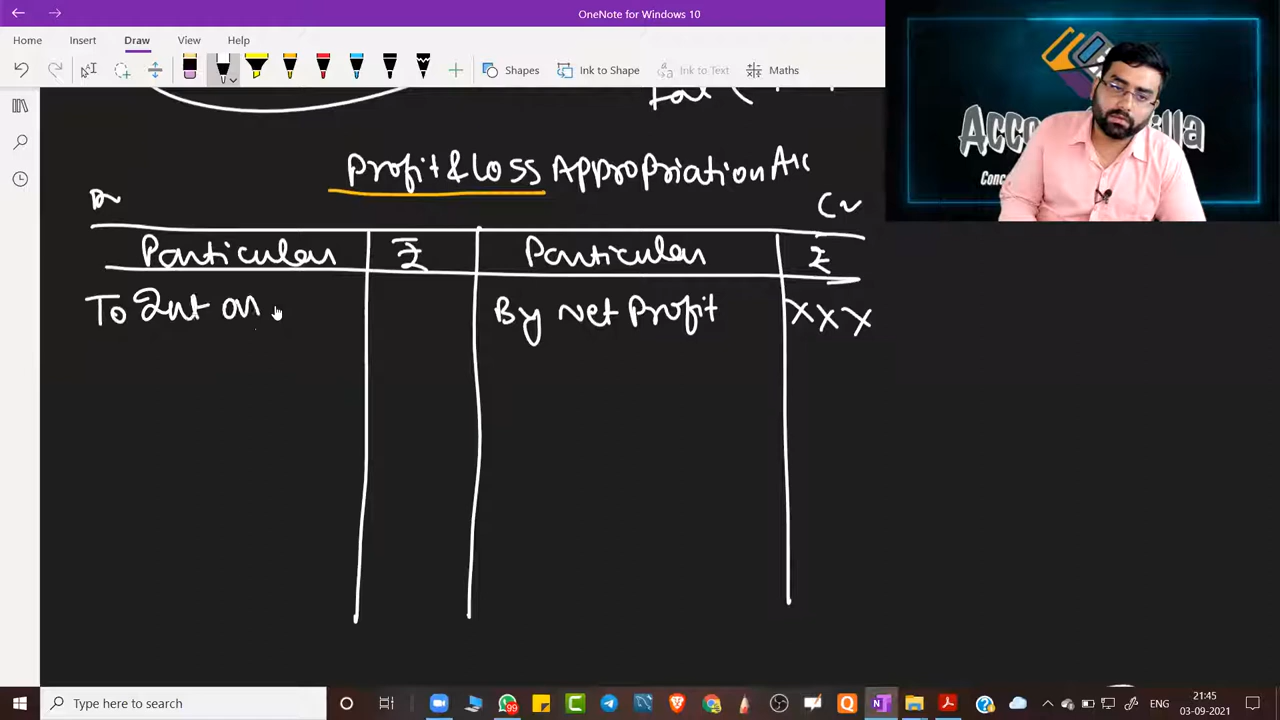 OneNote for Windows 10
Home Insert Draw View Help
Shapes Ink to Shape Ink to Text Maths
Profit & Loss Appropriation A/c
Dr Cr
Particular ₹ Particular ₹
To Int on By Net Profit XXX
Type here to search
99
ENG
21:45
03-09-2021